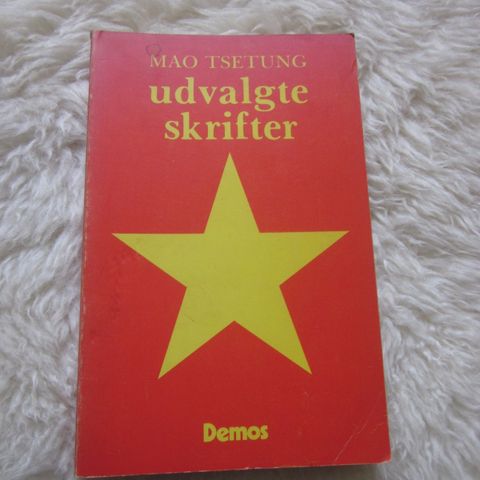 MAO TSETUNG
udvalgte
skrifter
Demos